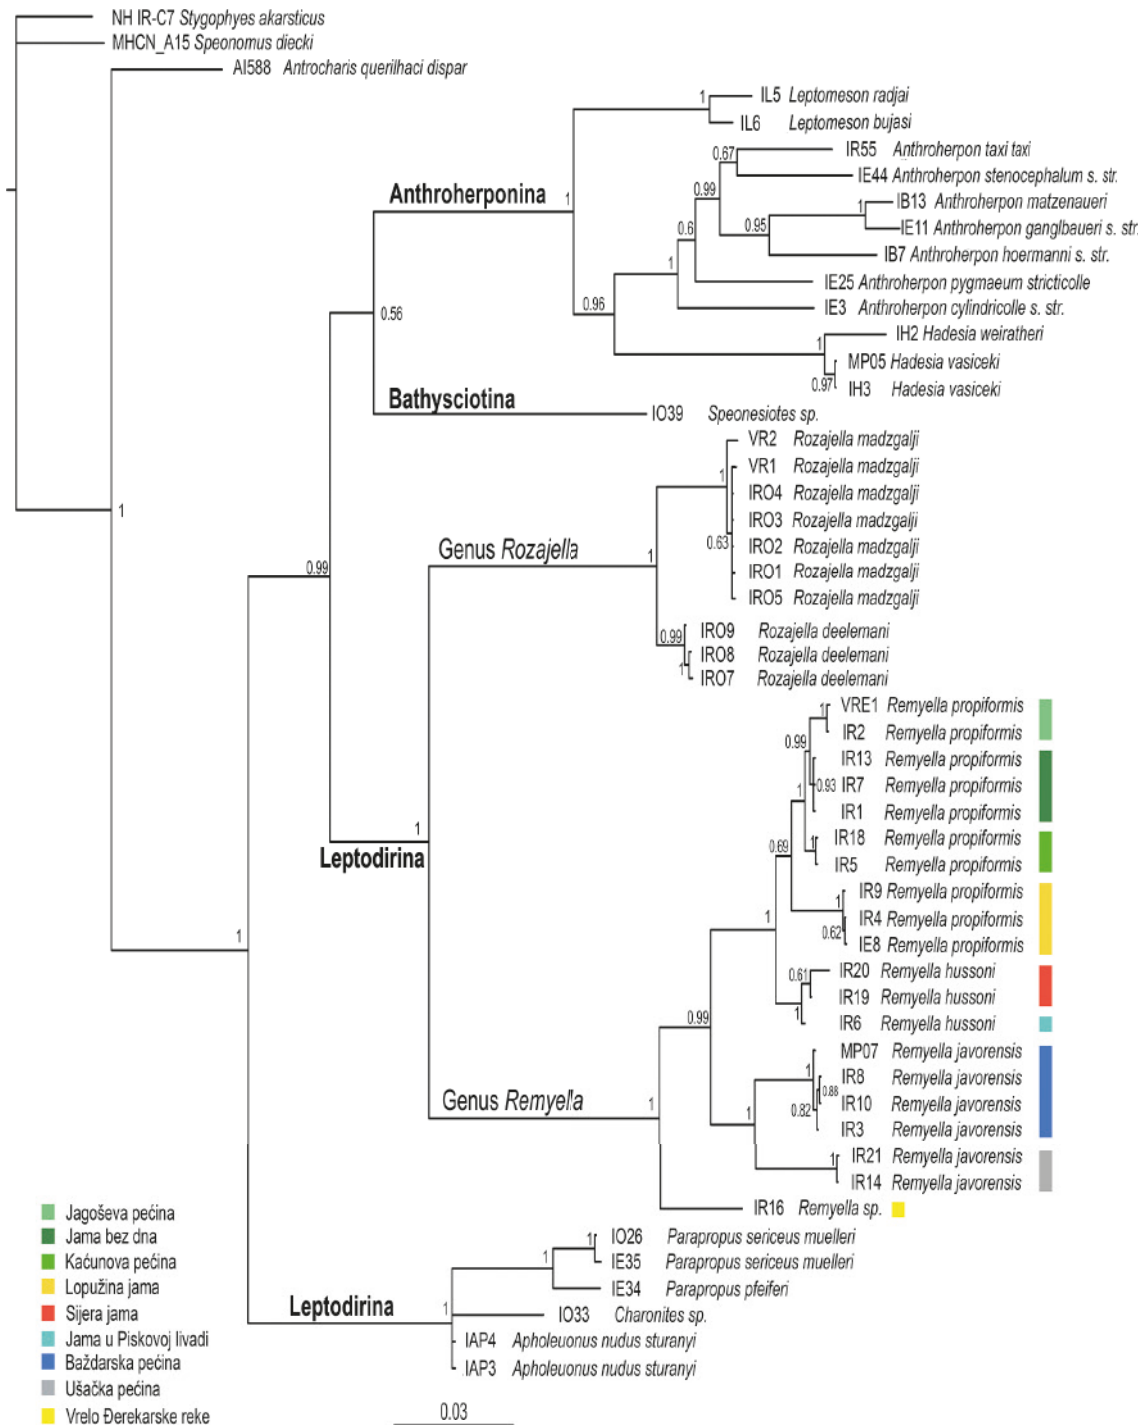 NH IR-C7 Stygophyes akarsticus
MHCN_A15 Speonomus diecki
AI588 Antrocharis querilhaci dispar
1 IL5 Leptomeson radjai
IL6 Leptomeson bujasi
0.67 IR55 Anthroherpon taxi taxi
IE44 Anthroherpon stenocephalum s. str.
0.99
Anthroherponina 1
1 IB13 Anthroherpon matzenaueri
0.95 IE11 Anthroherpon ganglbaueri s. str.
0.6
IB7 Anthroherpon hoermanni s. str.
1
IE25 Anthroherpon pygmaeum stricticolle
0.96 IE3 Anthroherpon cylindricolle s. str.
0.56
1 IH2 Hadesia weiratheri
MP05 Hadesia vasiceki
0.97 IH3 Hadesia vasiceki
Bathysciotina
IO39 Speonesiotes sp.
VR2 Rozajella madzgalji
1 VR1 Rozajella madzgalji
IRO4 Rozajella madzgalji
1 IRO3 Rozajella madzgalji
0.63 IRO2 Rozajella madzgalji
Genus Rozajella 1
0.99 IRO1 Rozajella madzgalji
IRO5 Rozajella madzgalji
0.99 IRO9 Rozajella deelemani
IRO8 Rozajella deelemani
1 IRO7 Rozajella deelemani
1 VRE1 Remyella propiformis
IR2 Remyella propiformis
0.99
IR13 Remyella propiformis
0.93 IR7 Remyella propiformis
1
IR1 Remyella propiformis
1 IR18 Remyella propiformis
0.69
IR5 Remyella propiformis
Leptodirina 1
1 IR9 Remyella propiformis
IR4 Remyella propiformis
0.62 IE8 Remyella propiformis
1
1
0.61 IR20 Remyella hussoni
IR19 Remyella hussoni
1 IR6 Remyella hussoni
0.99
MP07 Remyella javorensis
1 IR8 Remyella javorensis
0.88
0.82 IR10 Remyella javorensis
Genus Remyella 1
1 IR3 Remyella javorensis
1 IR21 Remyella javorensis
IR14 Remyella javorensis
IR16 Remyella sp.
1 IO26 Parapropus sericeus muelleri
1 IE35 Parapropus sericeus muelleri
IE34 Parapropus pfeiferi
Leptodirina 1
IO33 Charonites sp.
IAP4 Apholeuonus nudus sturanyi
IAP3 Apholeuonus nudus sturanyi
Jagoševa pećina
Jama bez dna
Kaćunova pećina
Lopužina jama
Sijera jama
Jama u Piskovoj livadi
Baždarska pećina
Ušačka pećina
Vrelo Đerekarske reke
0.03